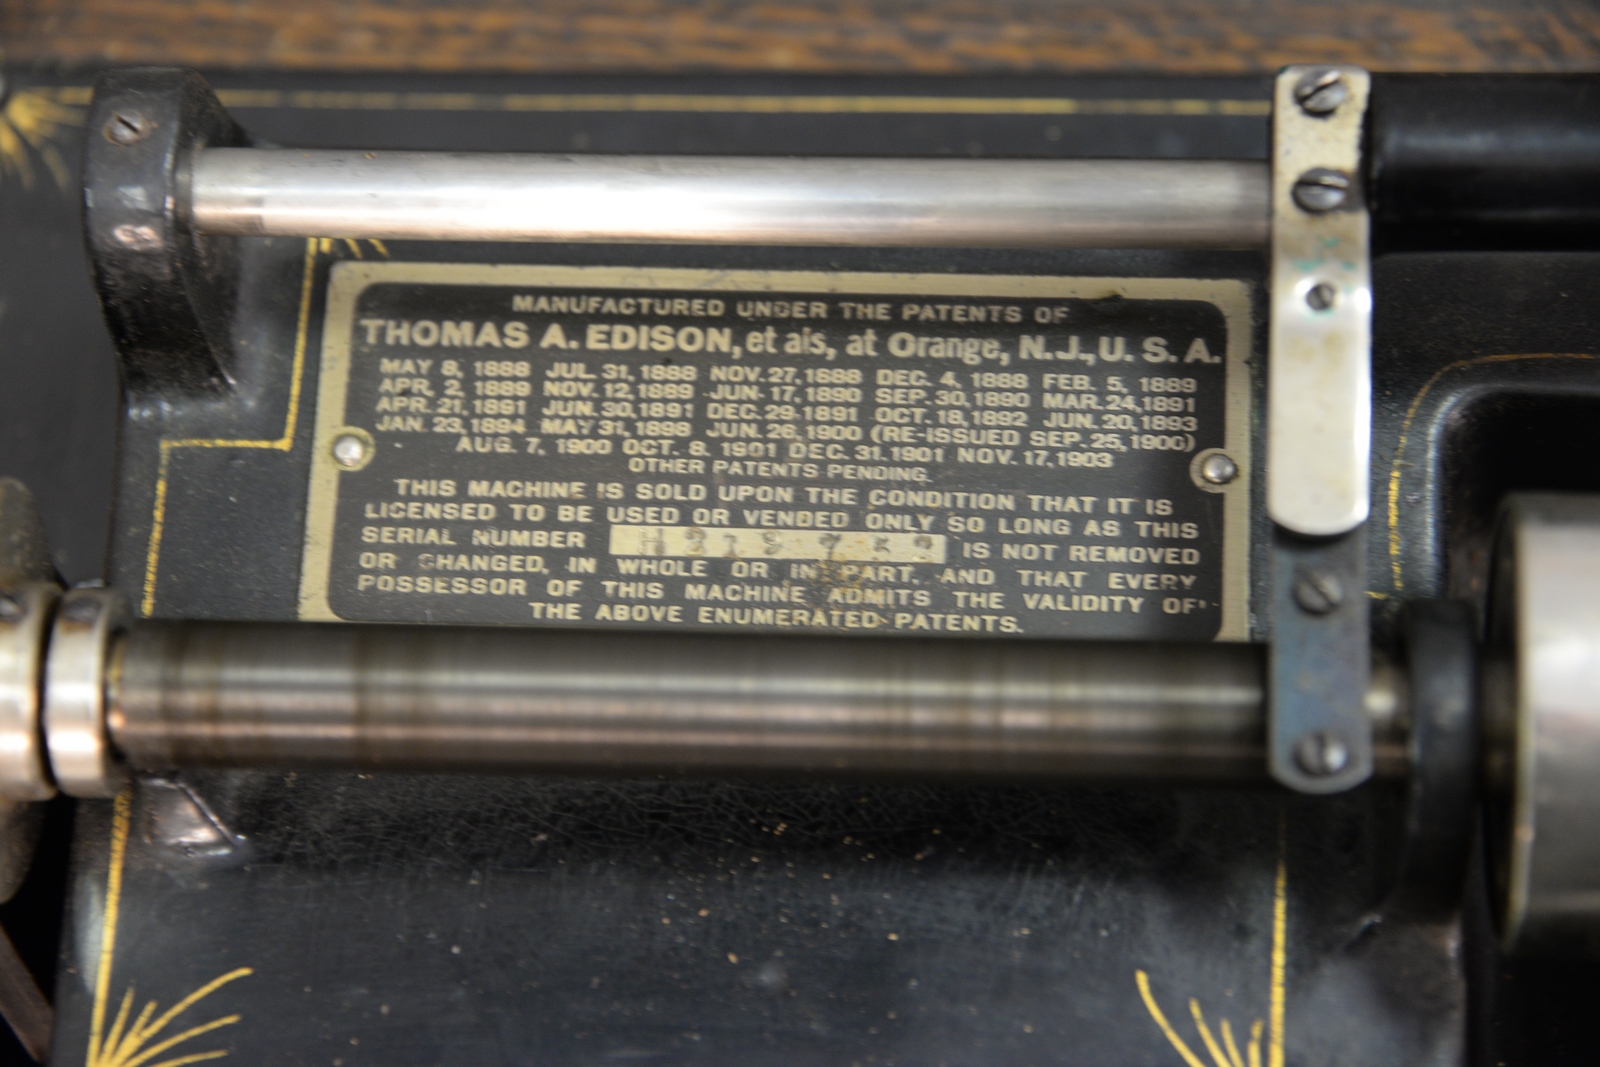 MANUFACTURED UNDER THE PATENTS OF
THOMAS A. EDISON, et als, at Orange, N.J., U. S. A.
MAY 8, 1888 JUL. 31, 1888 NOV. 27, 1888 DEC. 4, 1888 FEB. 5, 1889
APR. 2, 1889 NOV. 12, 1889 JUN. 17, 1890 SEP. 30, 1890 MAR. 24, 1891
APR. 21, 1891 JUN. 30, 1891 DEC. 29 1891 OCT. 18, 1892 JUN. 20, 1893
JAN. 23, 1894 MAY 31, 1898 JUN. 26, 1900 (RE-ISSUED SEP. 25, 1900)
AUG. 7, 1900 OCT. 8, 1901 DEC. 31. 1901 NOV. 17, 1903
OTHER PATENTS PENDING.
THIS MACHINE IS SOLD UPON THE CONDITION THAT IT IS
LICENSED TO BE USED OR VENDED ONLY SO LONG AS THIS
SERIAL NUMBER IS NOT REMOVED
OR CHANGED, IN WHOLE OR IN PART, AND THAT EVERY
POSSESSOR OF THIS MACHINE ADMITS THE VALIDITY OF
THE ABOVE ENUMERATED PATENTS.